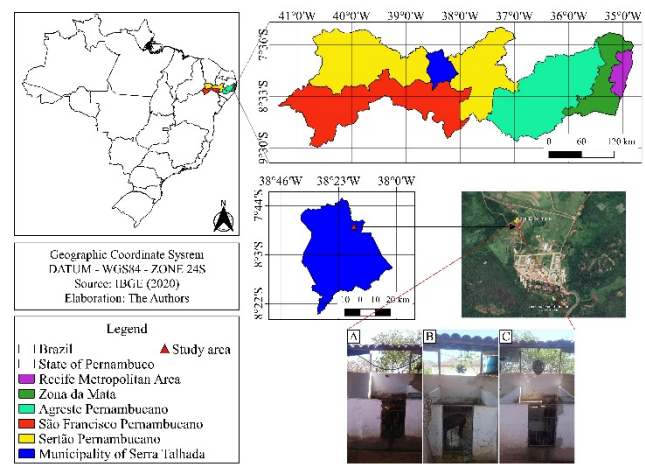 41°0'W 40°0'W 39°0'W 38°0'W 37°0'W 36°0'W 35°0'W
7°36'S
8°33'S
9°30'S
0 60 120 km
N
38°46'W 38°23'W 38°0'W
7°44'S
8°3'S
8°22'S
10 0 10 20 km
Geographic Coordinate System
DATUM - WGS84 - ZONE 24S
Source: IBGE (2020)
Elaboration: The Authors
Legend
Brazil Study area
State of Pernambuco
Recife Metropolitan Area
Zona da Mata
Agreste Pernambucano
São Francisco Pernambucano
Sertão Pernambucano
Municipality of Serra Talhada
A B C